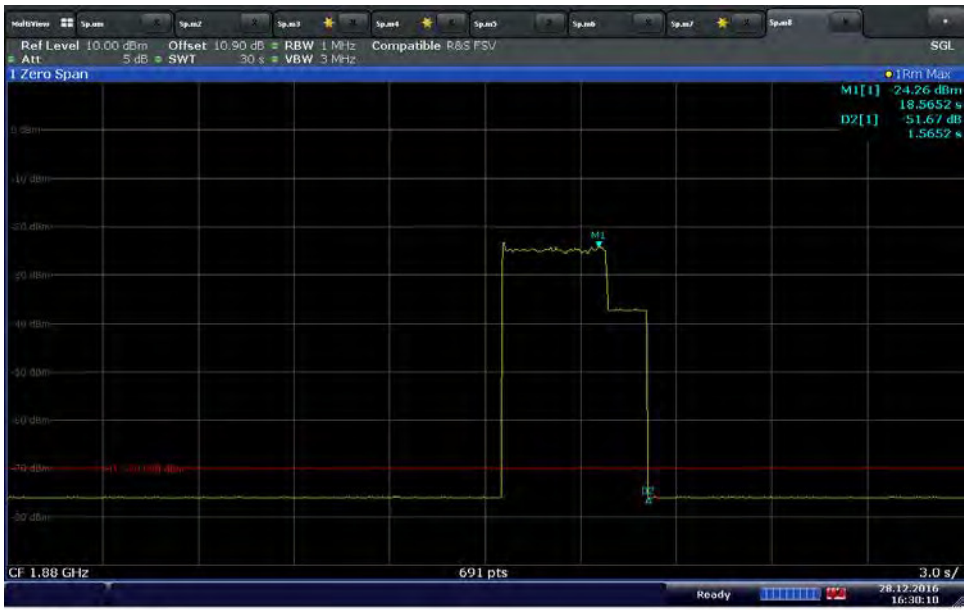 MultiView Sp.um Sp.m2 Sp.m3 Sp.m4 Sp.m5 Sp.m6 Sp.m7 Sp.m8
Ref Level 10.00 dBm Offset 10.90 dB RBW 1 MHz Compatible R&S FSV SGL
Att 5 dB SWT 30 s VBW 3 MHz
1 Zero Span 1Rm Max
M1[1] -24.26 dBm
18.5652 s
D2[1] -51.67 dB
1.5652 s
0 dBm
-10 dBm
-20 dBm
M1
-30 dBm
-40 dBm
-50 dBm
-60 dBm
-70 dBm
D2
-80 dBm
CF 1.88 GHz 691 pts 3.0 s/
Ready 28.12.2016
16:30:10